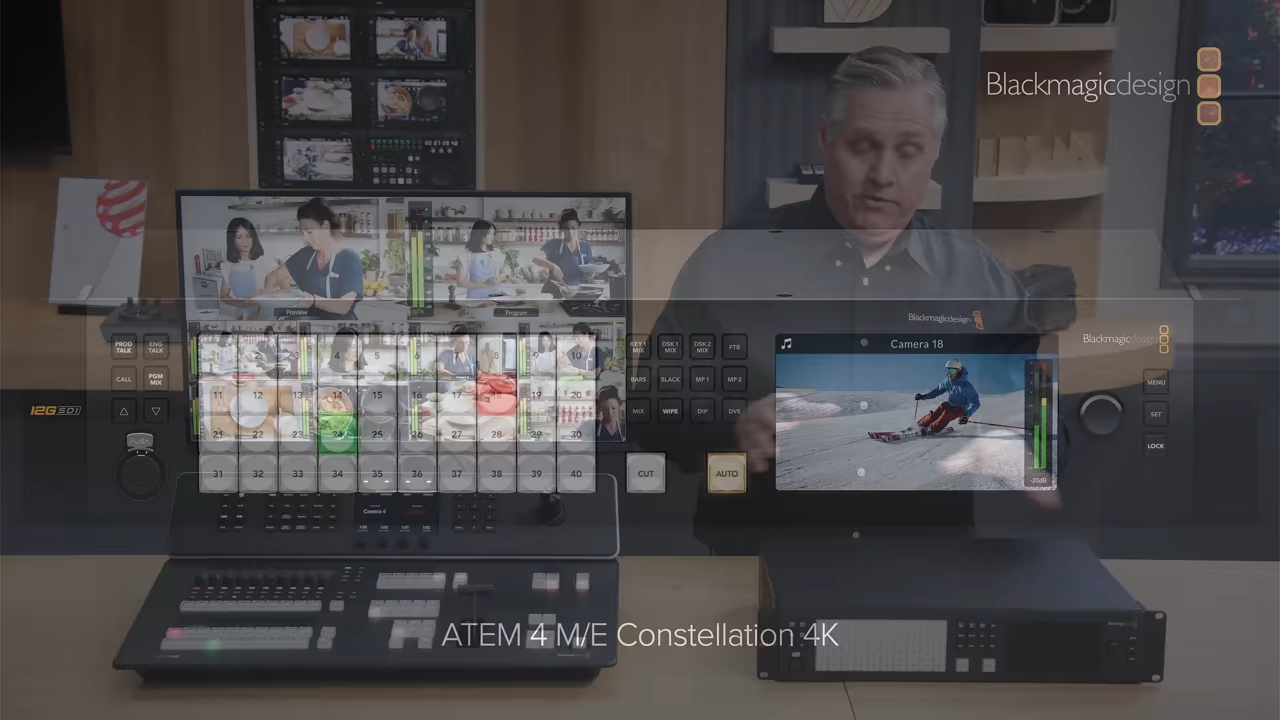 Blackmagicdesign
Preview
Program
Blackmagicdesign
Camera 18
Blackmagicdesign
PROD TALK
ENG TALK
CALL
PGM MIX
12G SDI
1 2 3 4 5 6 7 8 9 10
11 12 13 14 15 16 17 18 19 20
21 22 23 24 25 26 27 28 29 30
31 32 33 34 35 36 37 38 39 40
KEY 1 MIX
DSK 1 MIX
DSK 2 MIX
FTB
BARS
BLACK
MP 1
MP 2
MIX
WIPE
DIP
DVE
CUT
AUTO
-20dB
MENU
SET
LOCK
Camera 4
ATEM 4 M/E Constellation 4K